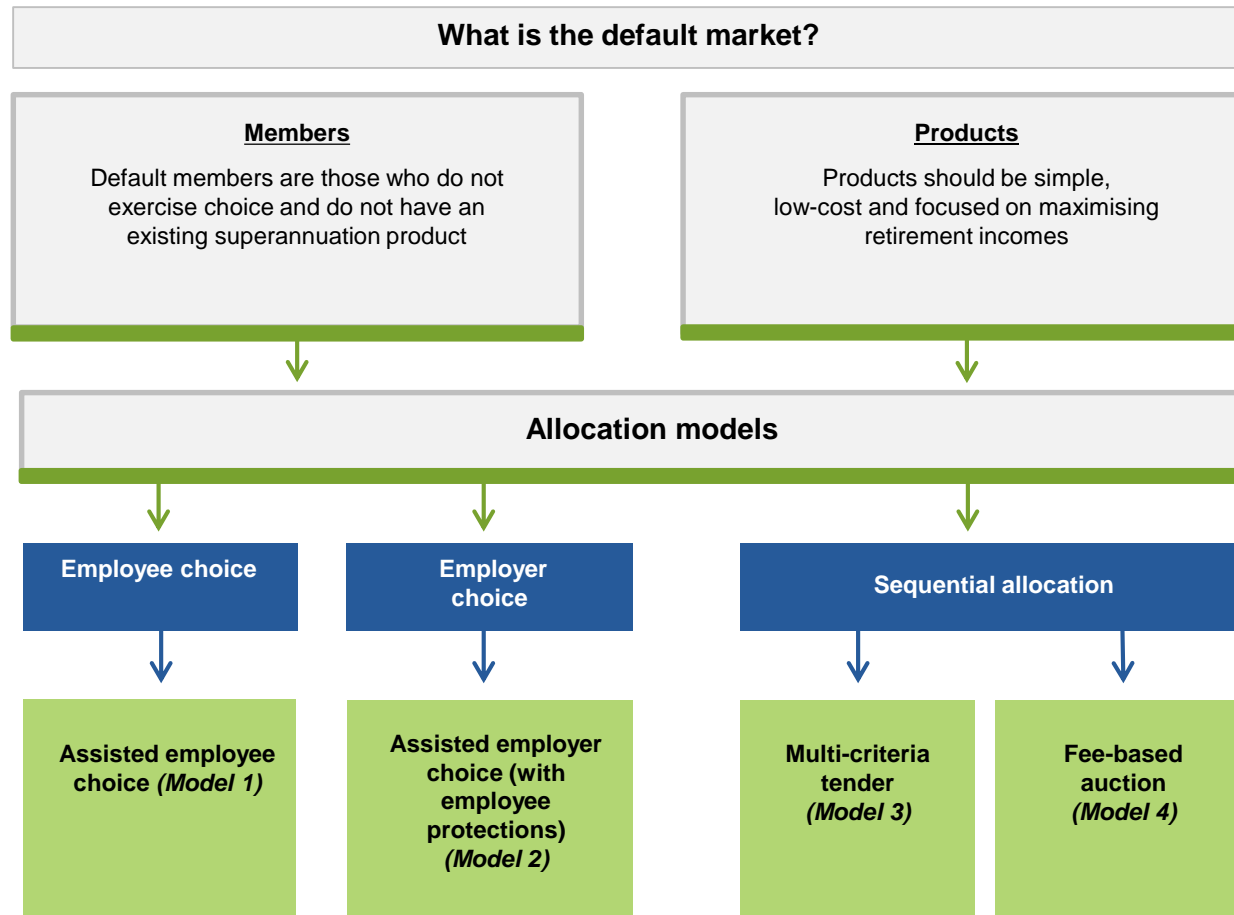 What is the default market?
Members
Default members are those who do not
exercise choice and do not have an
existing superannuation product
Products
Products should be simple,
low-cost and focused on maximising
retirement incomes
Allocation models
Employee choice
Employer
choice
Sequential allocation
Assisted employee
choice (Model 1)
Assisted employer
choice (with
employee
protections)
(Model 2)
Multi-criteria
tender
(Model 3)
Fee-based
auction
(Model 4)